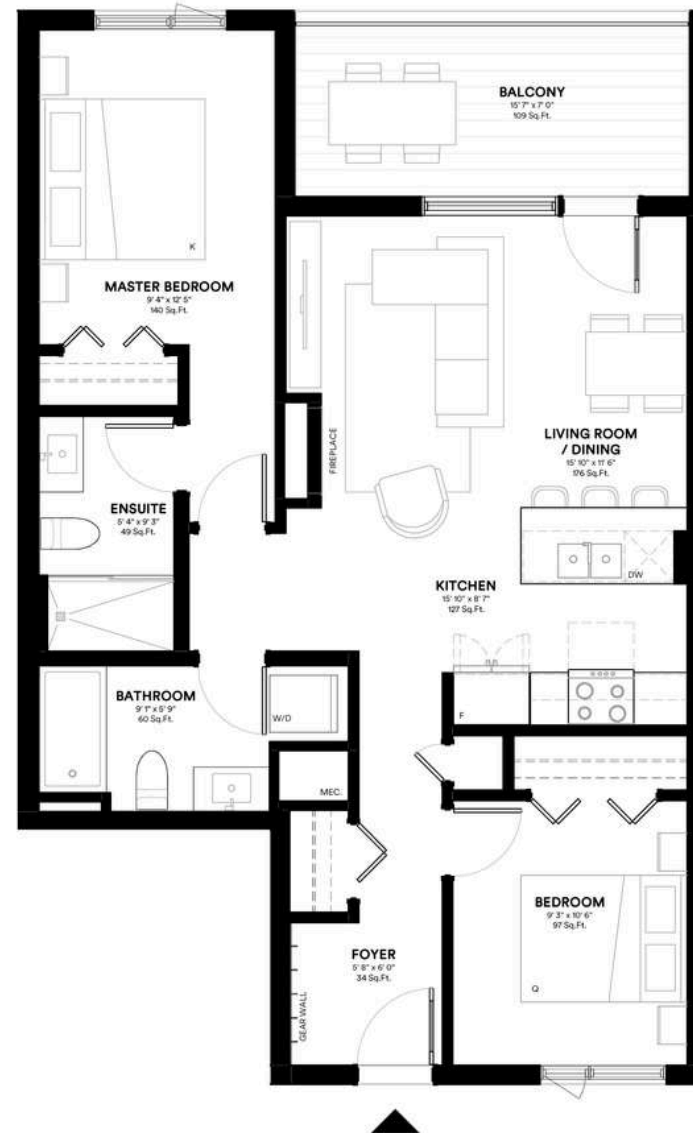 BALCONY
15' 7" x 7' 0"
109 Sq.Ft.
K
MASTER BEDROOM
9' 4" x 12' 5"
140 Sq.Ft.
FIREPLACE
LIVING ROOM
/ DINING
15' 10" x 11' 6"
176 Sq.Ft.
ENSUITE
5' 4" x 9' 3"
49 Sq.Ft.
DW
KITCHEN
15' 10" x 8' 7"
127 Sq.Ft.
BATHROOM
9' 1" x 5' 9"
60 Sq.Ft.
W/D
F
MEC.
BEDROOM
9' 3" x 10' 6"
97 Sq.Ft.
Q
FOYER
5' 8" x 6' 0"
34 Sq.Ft.
GEAR WALL